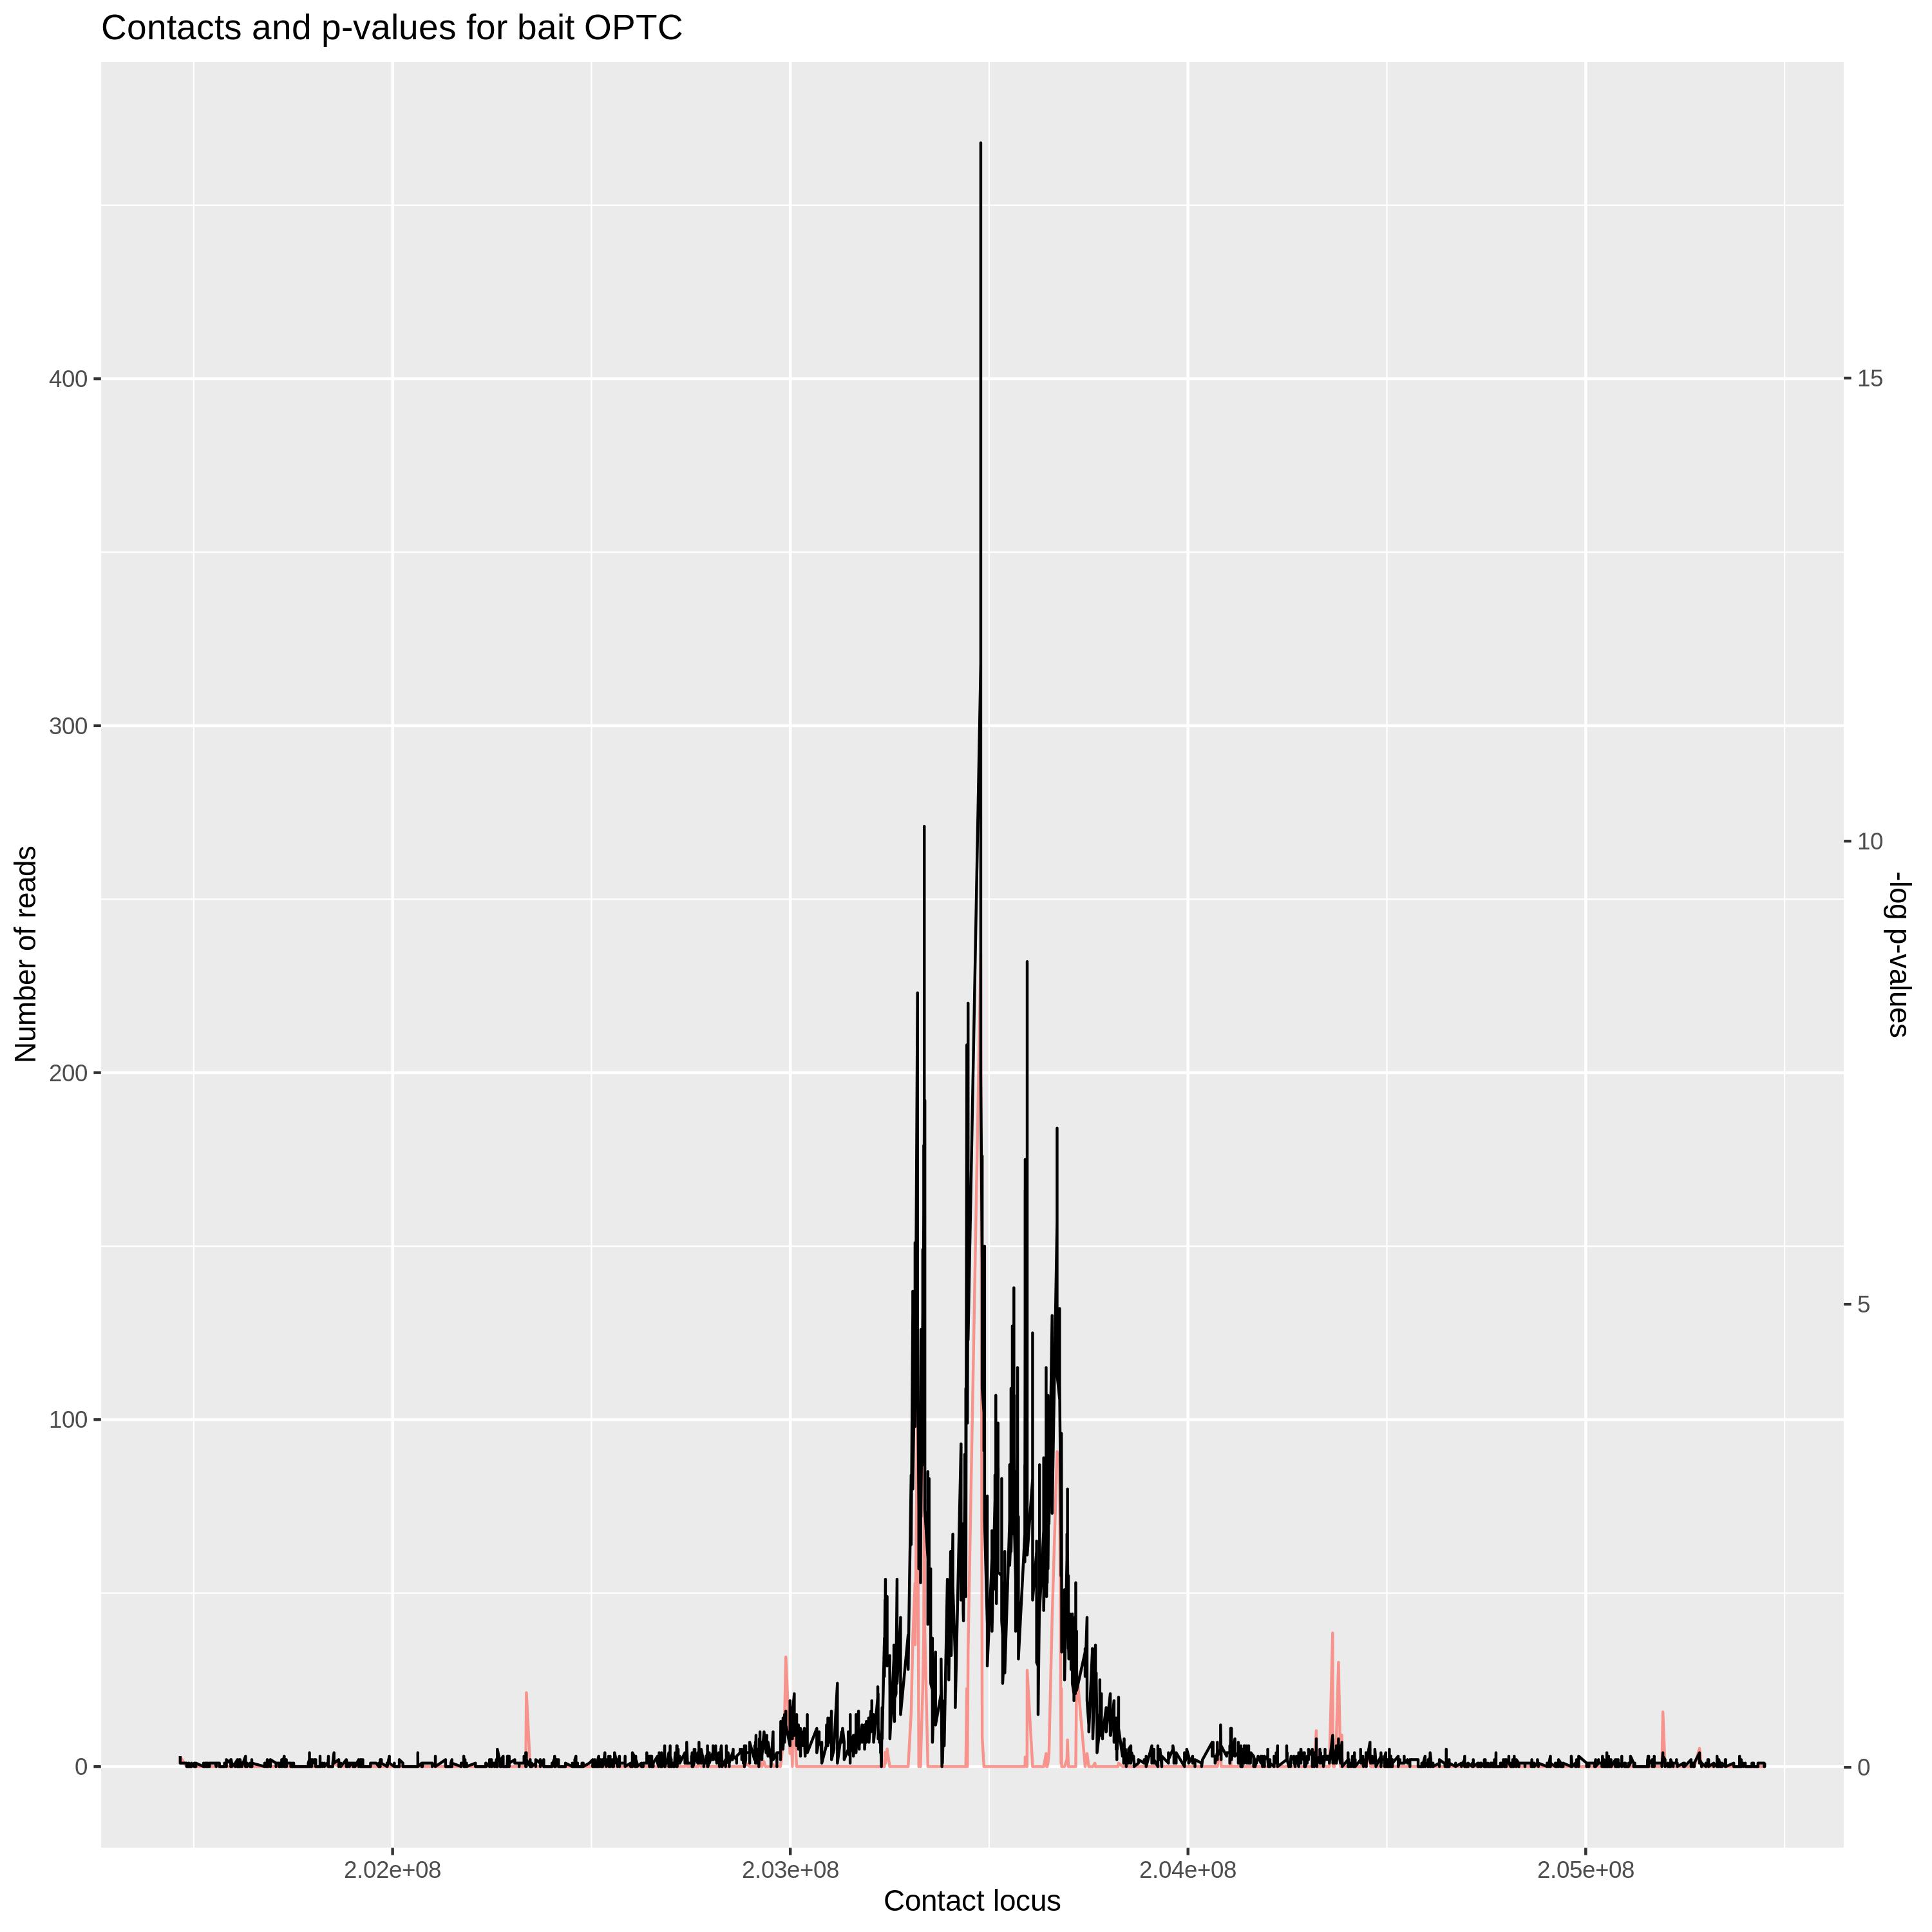 Contacts and p-values for bait OPTC
400
300
200
100
0
Number of reads
15
10
5
0
-log p-values
2.02e+08
2.03e+08
2.04e+08
2.05e+08
Contact locus